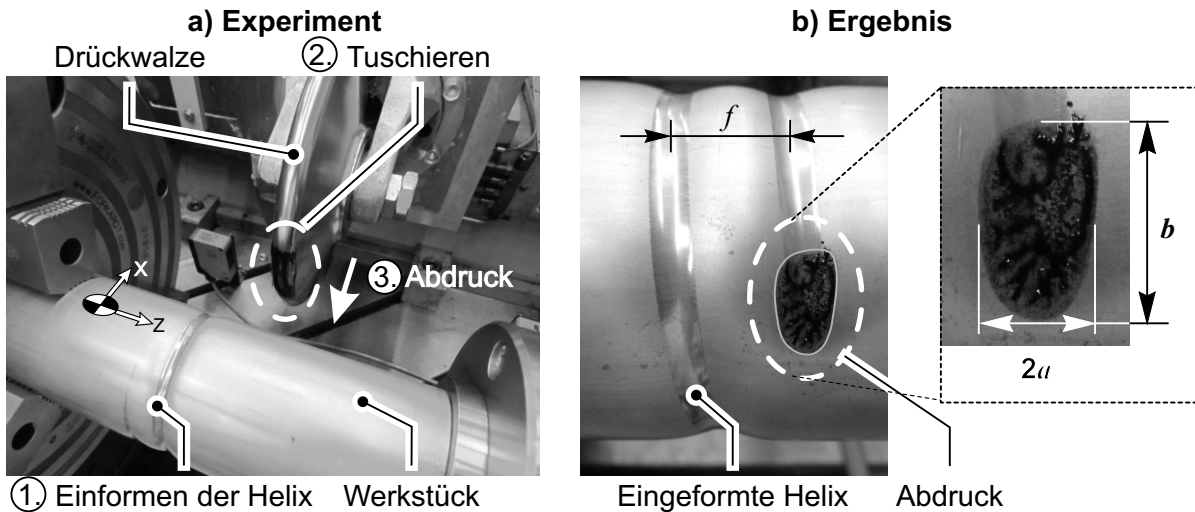 a) Experiment
Drückwalze
2. Tuschieren
3. Abdruck
x
z
1. Einformen der Helix
Werkstück
b) Ergebnis
f
b
2a
Eingeformte Helix
Abdruck